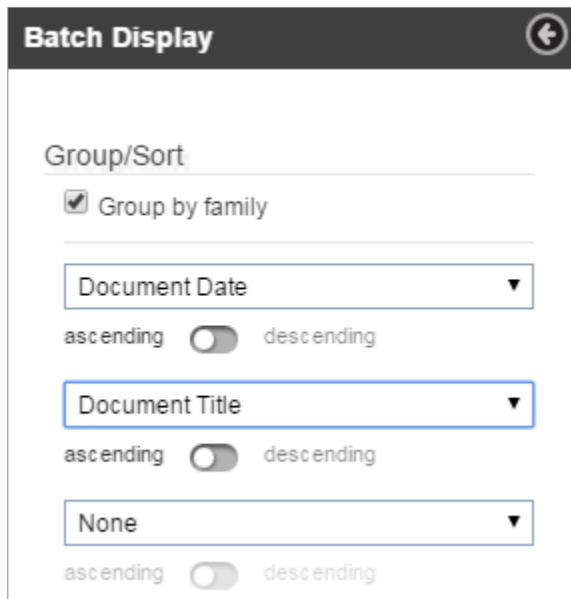 Batch Display
Group/Sort
Group by family
Document Date
ascending descending
Document Title
ascending descending
None
ascending descending